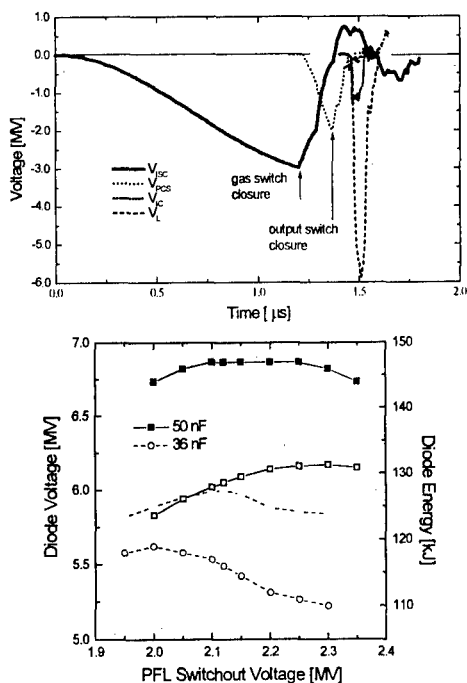 1.0
0.0
-1.0
-2.0
-3.0
-4.0
-5.0
-6.0
Voltage [MV]
V_ISC
V_PCS
V_IC
V_L
gas switch
closure
output switch
closure
0.0 0.5 1.0 1.5 2.0
Time [ μs]
7.0
6.5
6.0
5.5
5.0
Diode Voltage [MV]
50 nF
36 nF
150
140
130
120
110
Diode Energy [kJ]
1.9 2.0 2.1 2.2 2.3 2.4
PFL Switchout Voltage [MV]